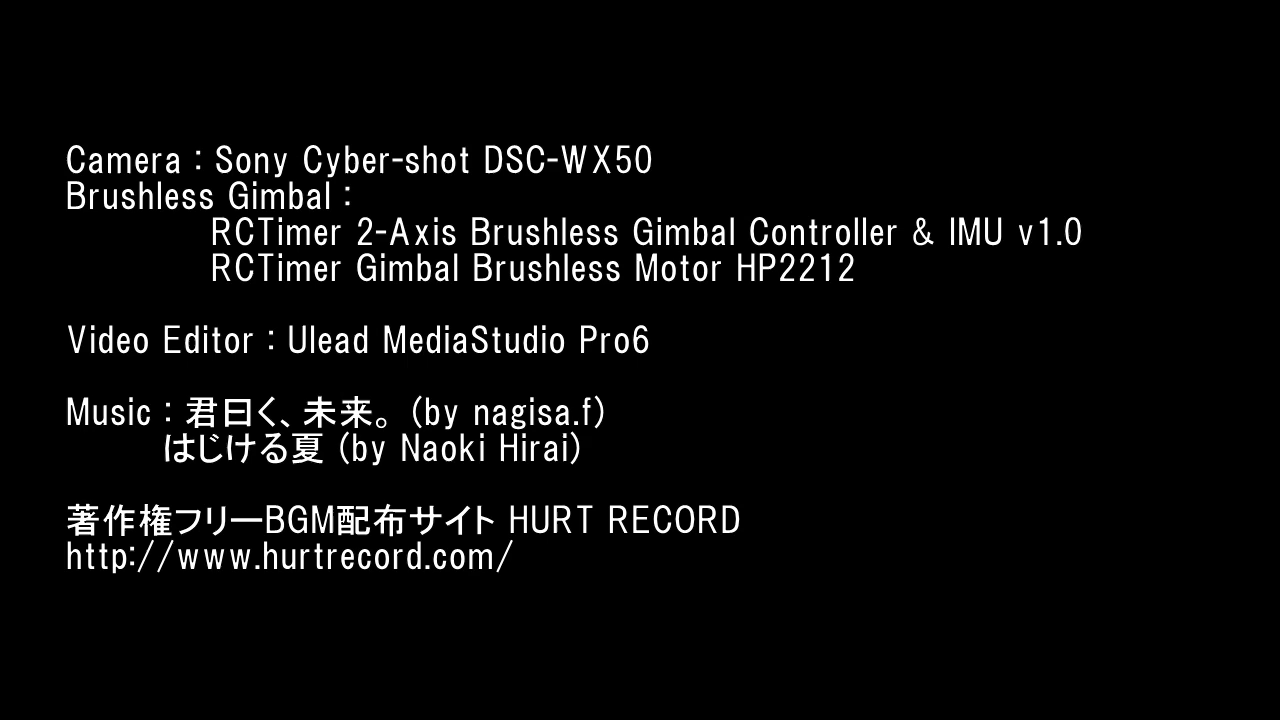 Camera : Sony Cyber-shot DSC-WX50
Brushless Gimbal :
RCTimer 2-Axis Brushless Gimbal Controller & IMU v1.0
RCTimer Gimbal Brushless Motor HP2212
Video Editor : Ulead MediaStudio Pro6
Music : 君曰く、未来。 (by nagisa.f)
はじける夏 (by Naoki Hirai)
著作権フリーBGM配布サイト HURT RECORD
http://www.hurtrecord.com/